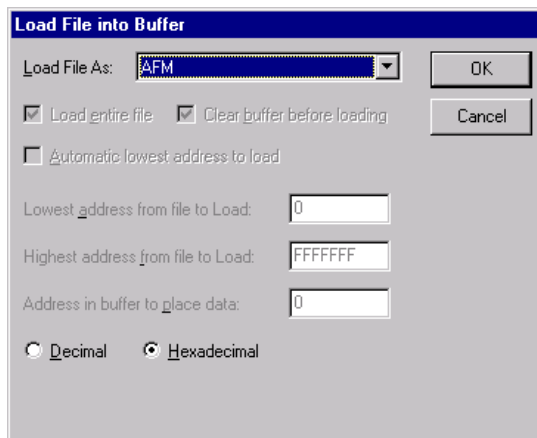 Load File into Buffer
Load File As: AFM
OK
Load entire file Clear buffer before loading
Cancel
Automatic lowest address to load
Lowest address from file to Load: 0
Highest address from file to Load: FFFFFFF
Address in buffer to place data: 0
Decimal Hexadecimal